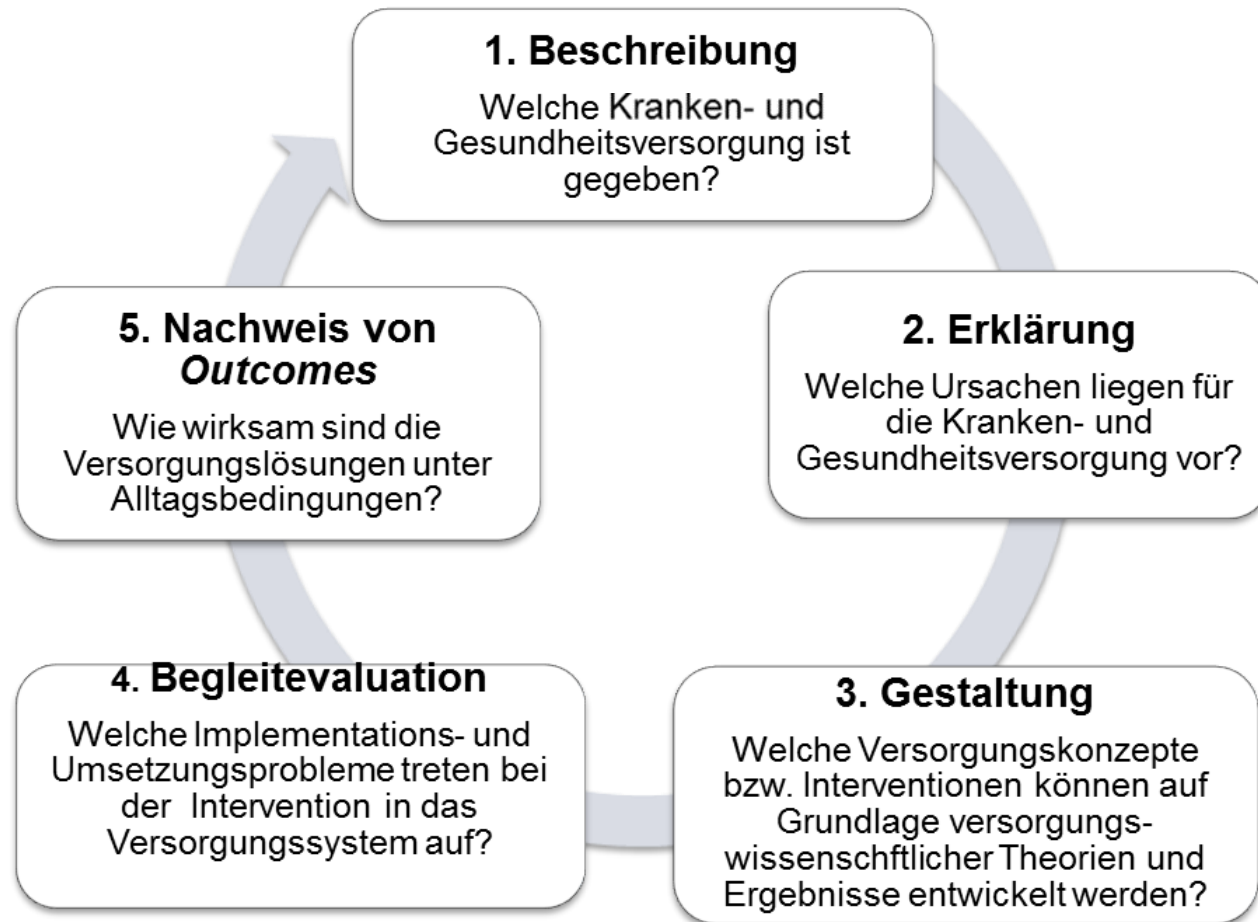 1. Beschreibung
Welche Kranken- und
Gesundheitsversorgung ist
gegeben?
2. Erklärung
Welche Ursachen liegen für
die Kranken- und
Gesundheitsversorgung vor?
3. Gestaltung
Welche Versorgungskonzepte
bzw. Interventionen können auf
Grundlage versorgungs-
wissenschftlicher Theorien und
Ergebnisse entwickelt werden?
4. Begleitevaluation
Welche Implementations- und
Umsetzungsprobleme treten bei
der Intervention in das
Versorgungssystem auf?
5. Nachweis von
Outcomes
Wie wirksam sind die
Versorgungslösungen unter
Alltagsbedingungen?